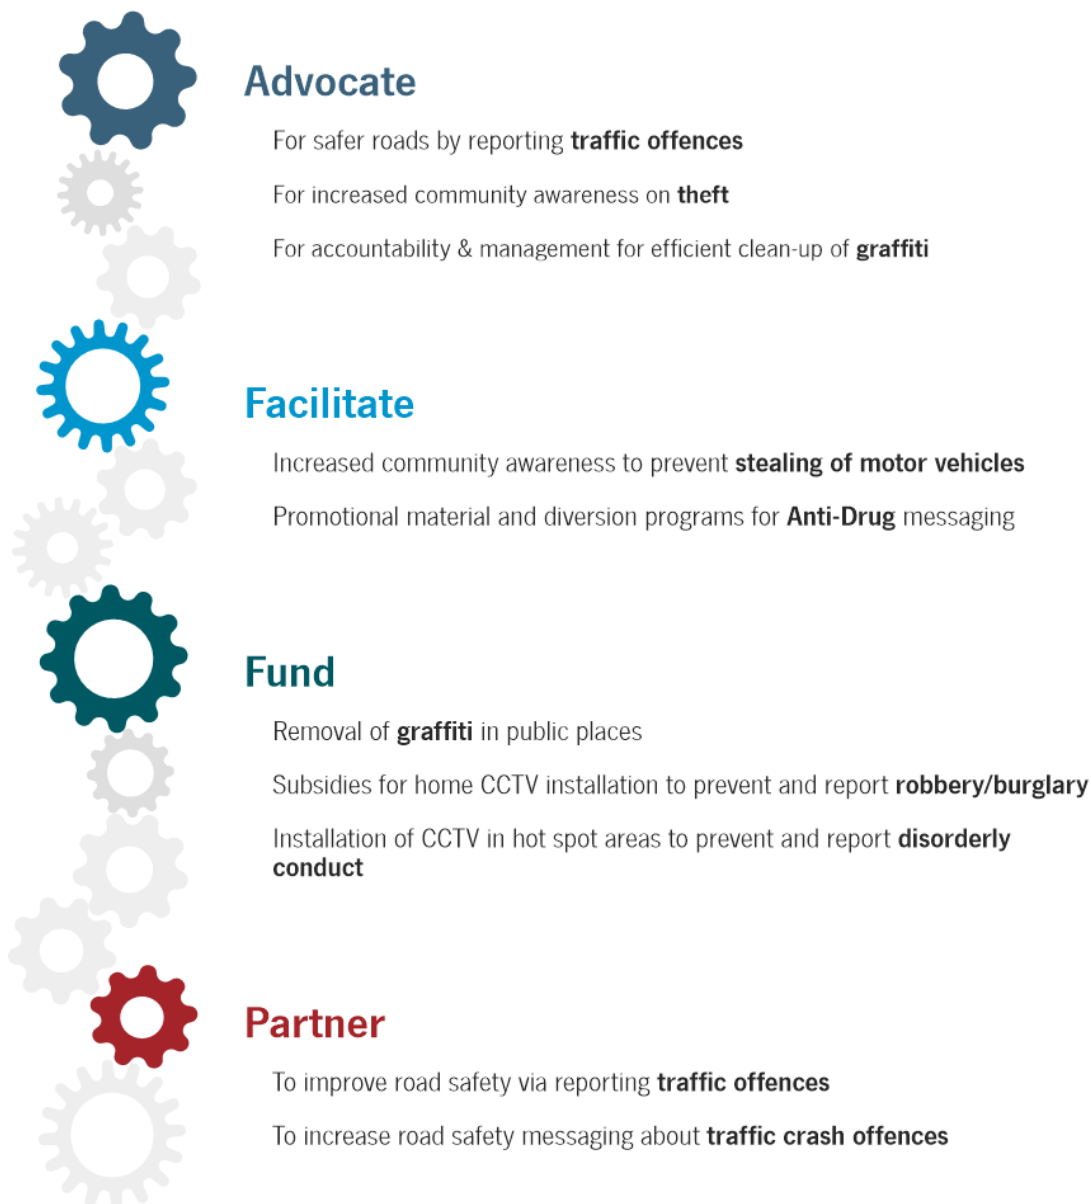 Advocate
For safer roads by reporting traffic offences
For increased community awareness on theft
For accountability & management for efficient clean-up of graffiti
Facilitate
Increased community awareness to prevent stealing of motor vehicles
Promotional material and diversion programs for Anti-Drug messaging
Fund
Removal of graffiti in public places
Subsidies for home CCTV installation to prevent and report robbery/burglary
Installation of CCTV in hot spot areas to prevent and report disorderly
conduct
Partner
To improve road safety via reporting traffic offences
To increase road safety messaging about traffic crash offences